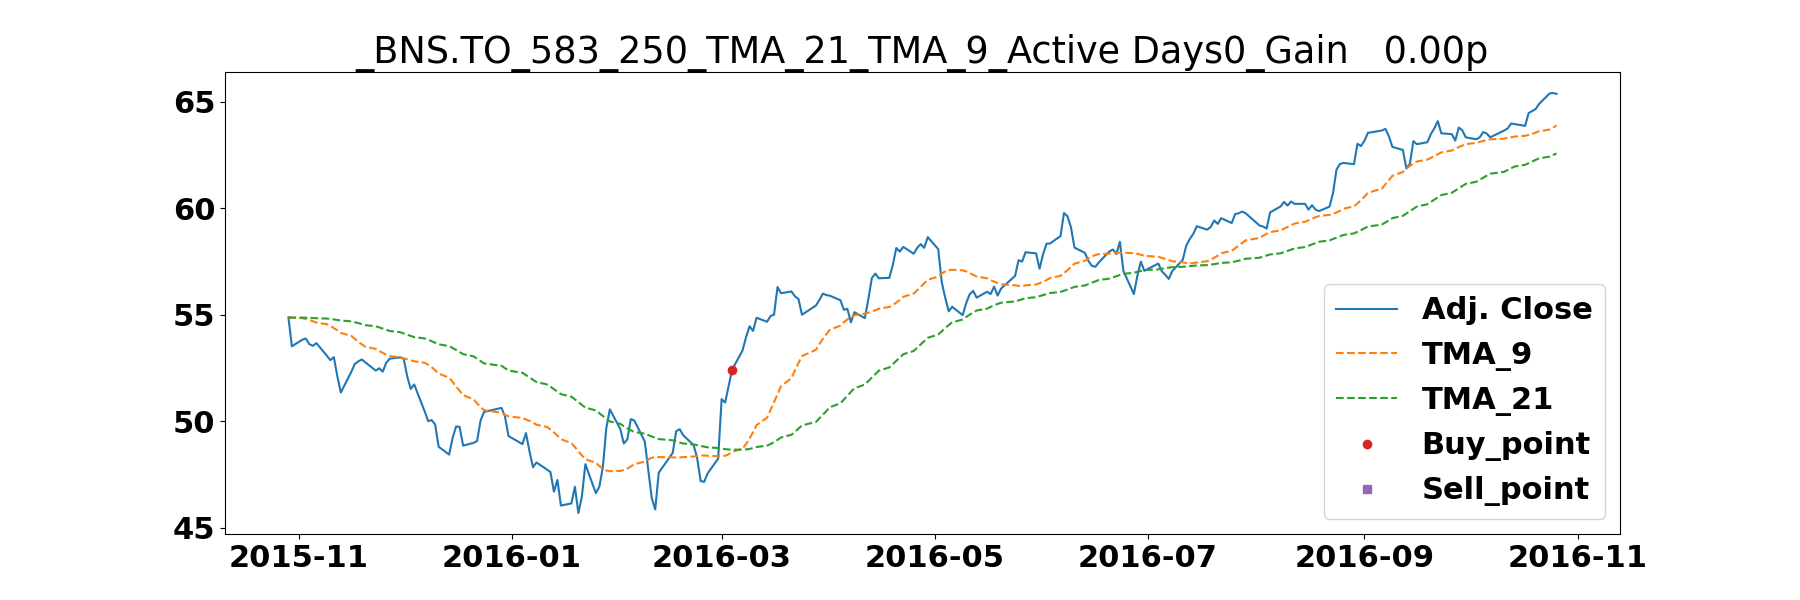 _BNS.TO_583_250_TMA_21_TMA_9_Active Days0_Gain   0.00p
65
60
55
50
45
Adj. Close
TMA_9
TMA_21
Buy_point
Sell_point
2015-11 2016-01 2016-03 2016-05 2016-07 2016-09 2016-11